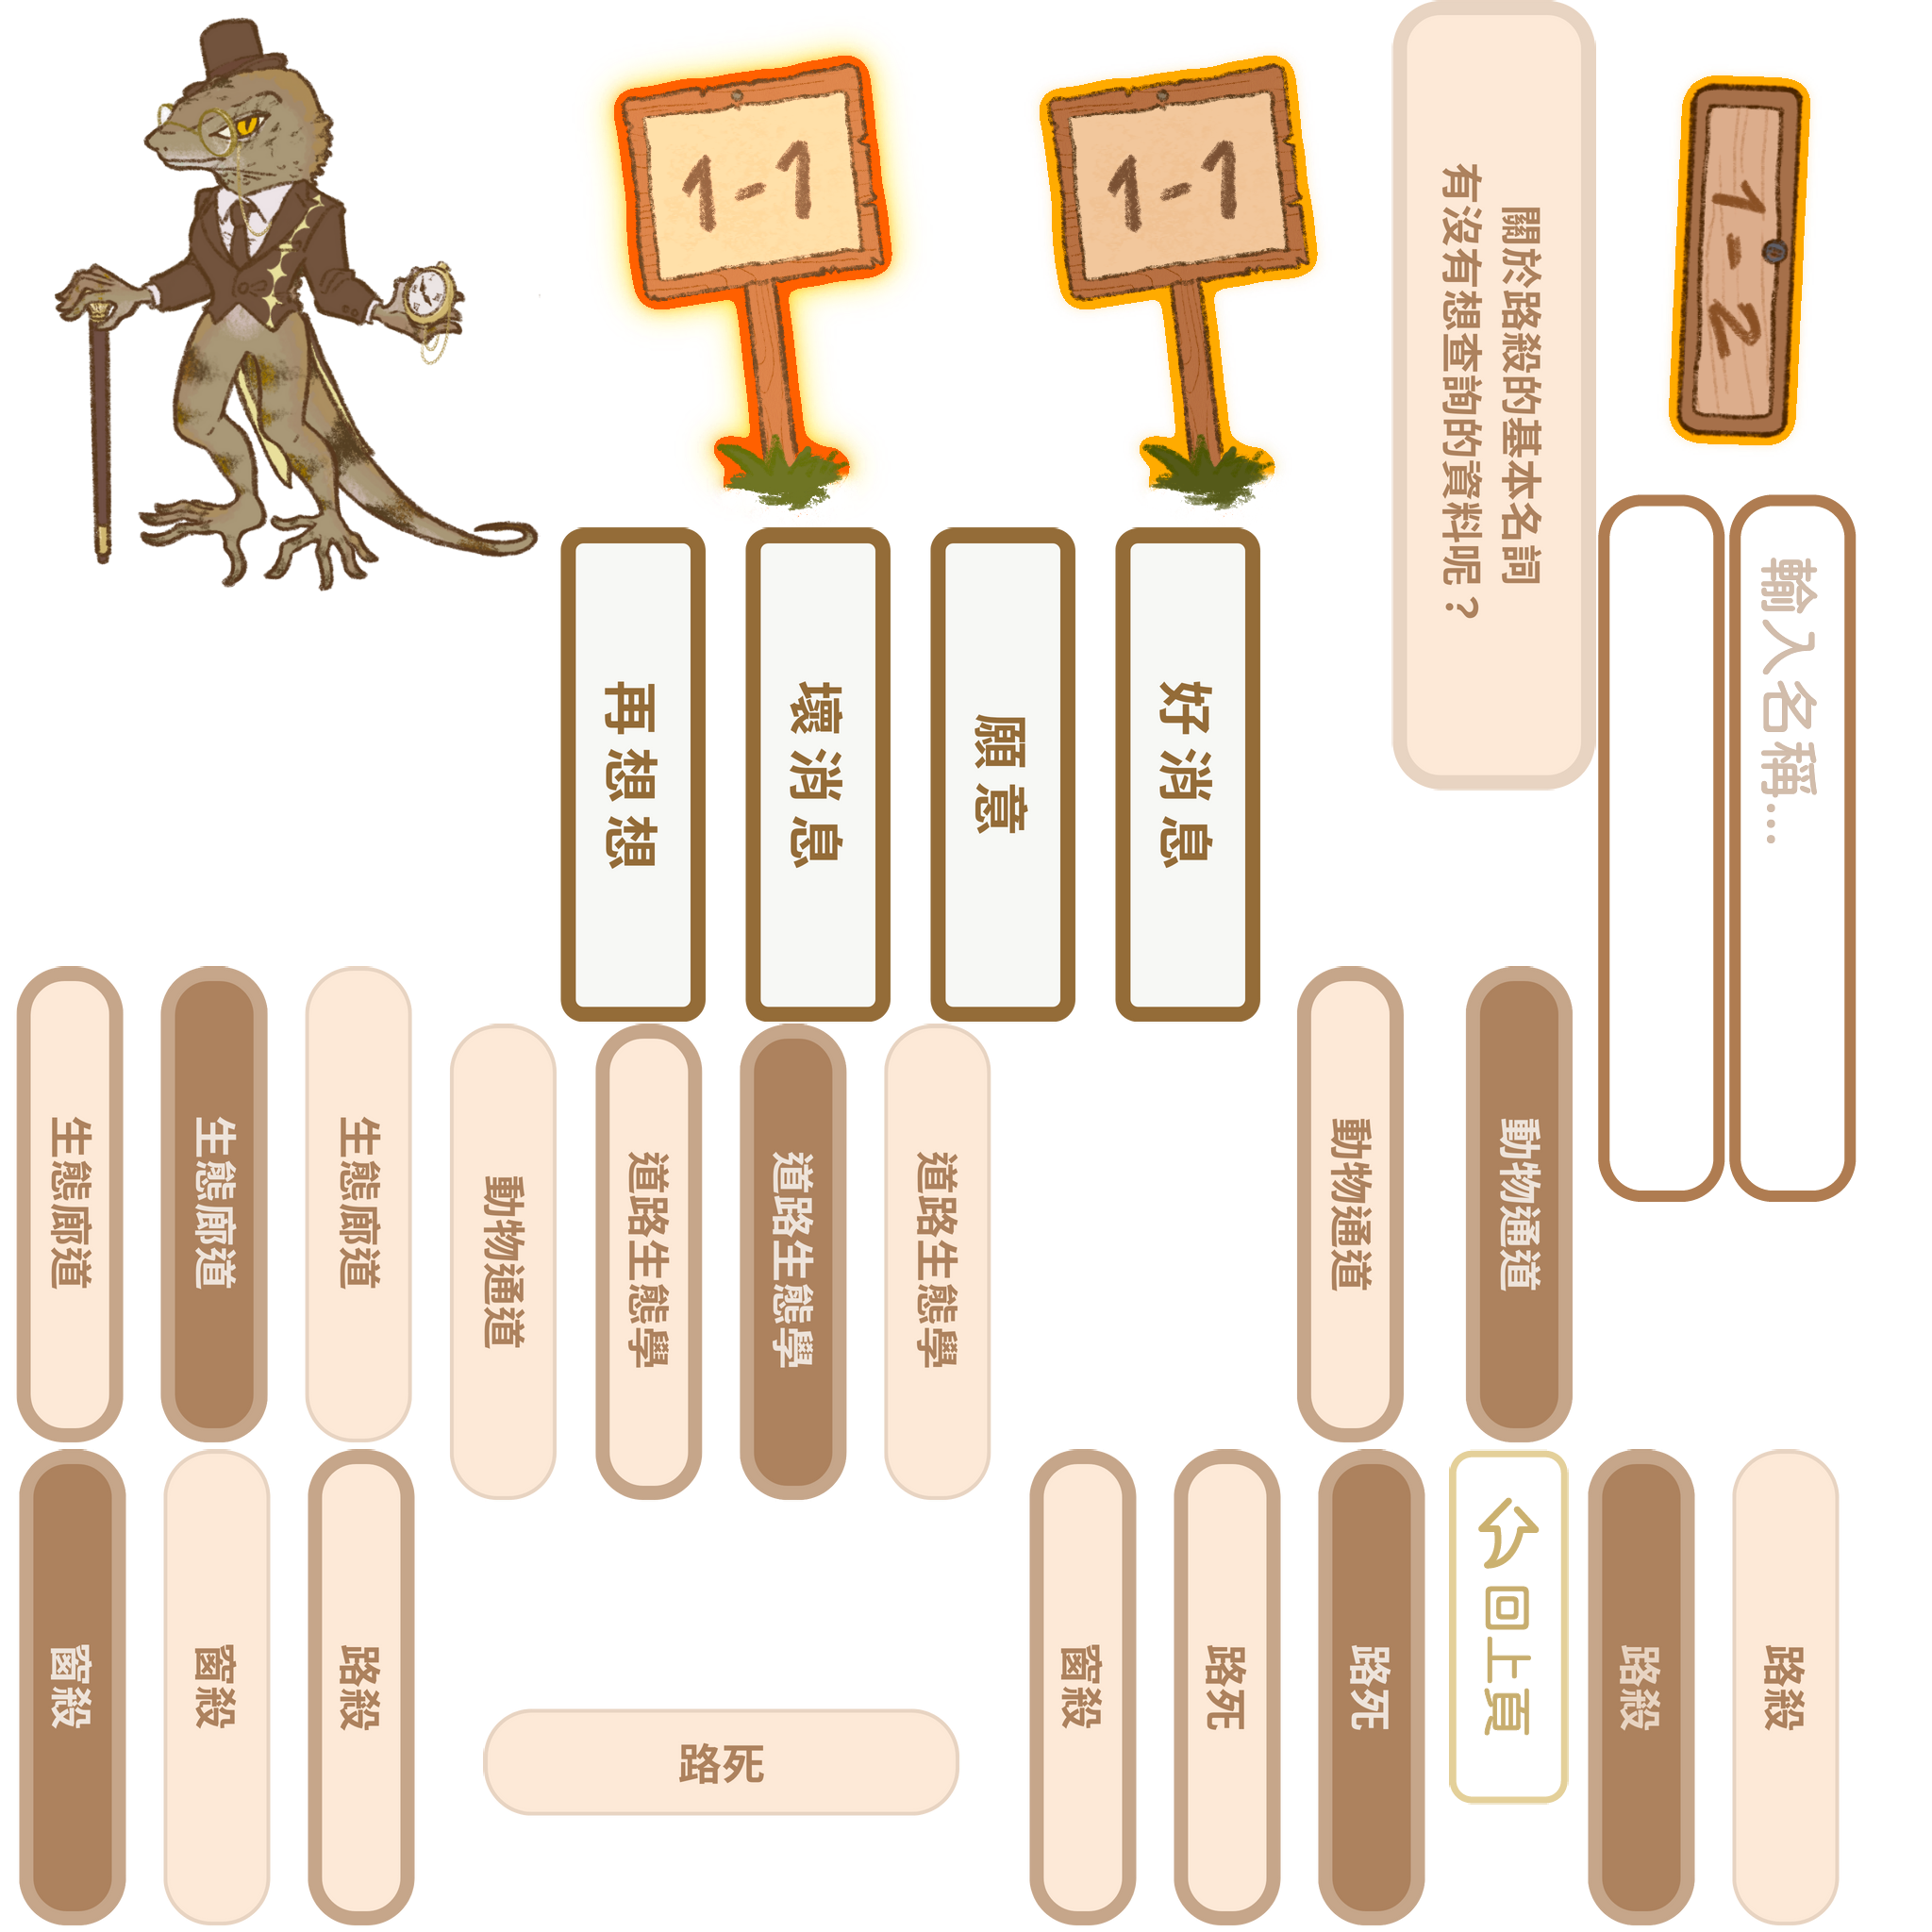 1-1
1-1
關於路殺的基本名詞
有沒有想查詢的資料呢？
1-2
輸入名稱...
再想想
壞消息
願意
好消息
生態廊道
生態廊道
生態廊道
動物通道
道路生態學
道路生態學
道路生態學
動物通道
動物通道
窗殺
窗殺
路殺
路死
窗殺
路死
路死
回上頁
路殺
路殺